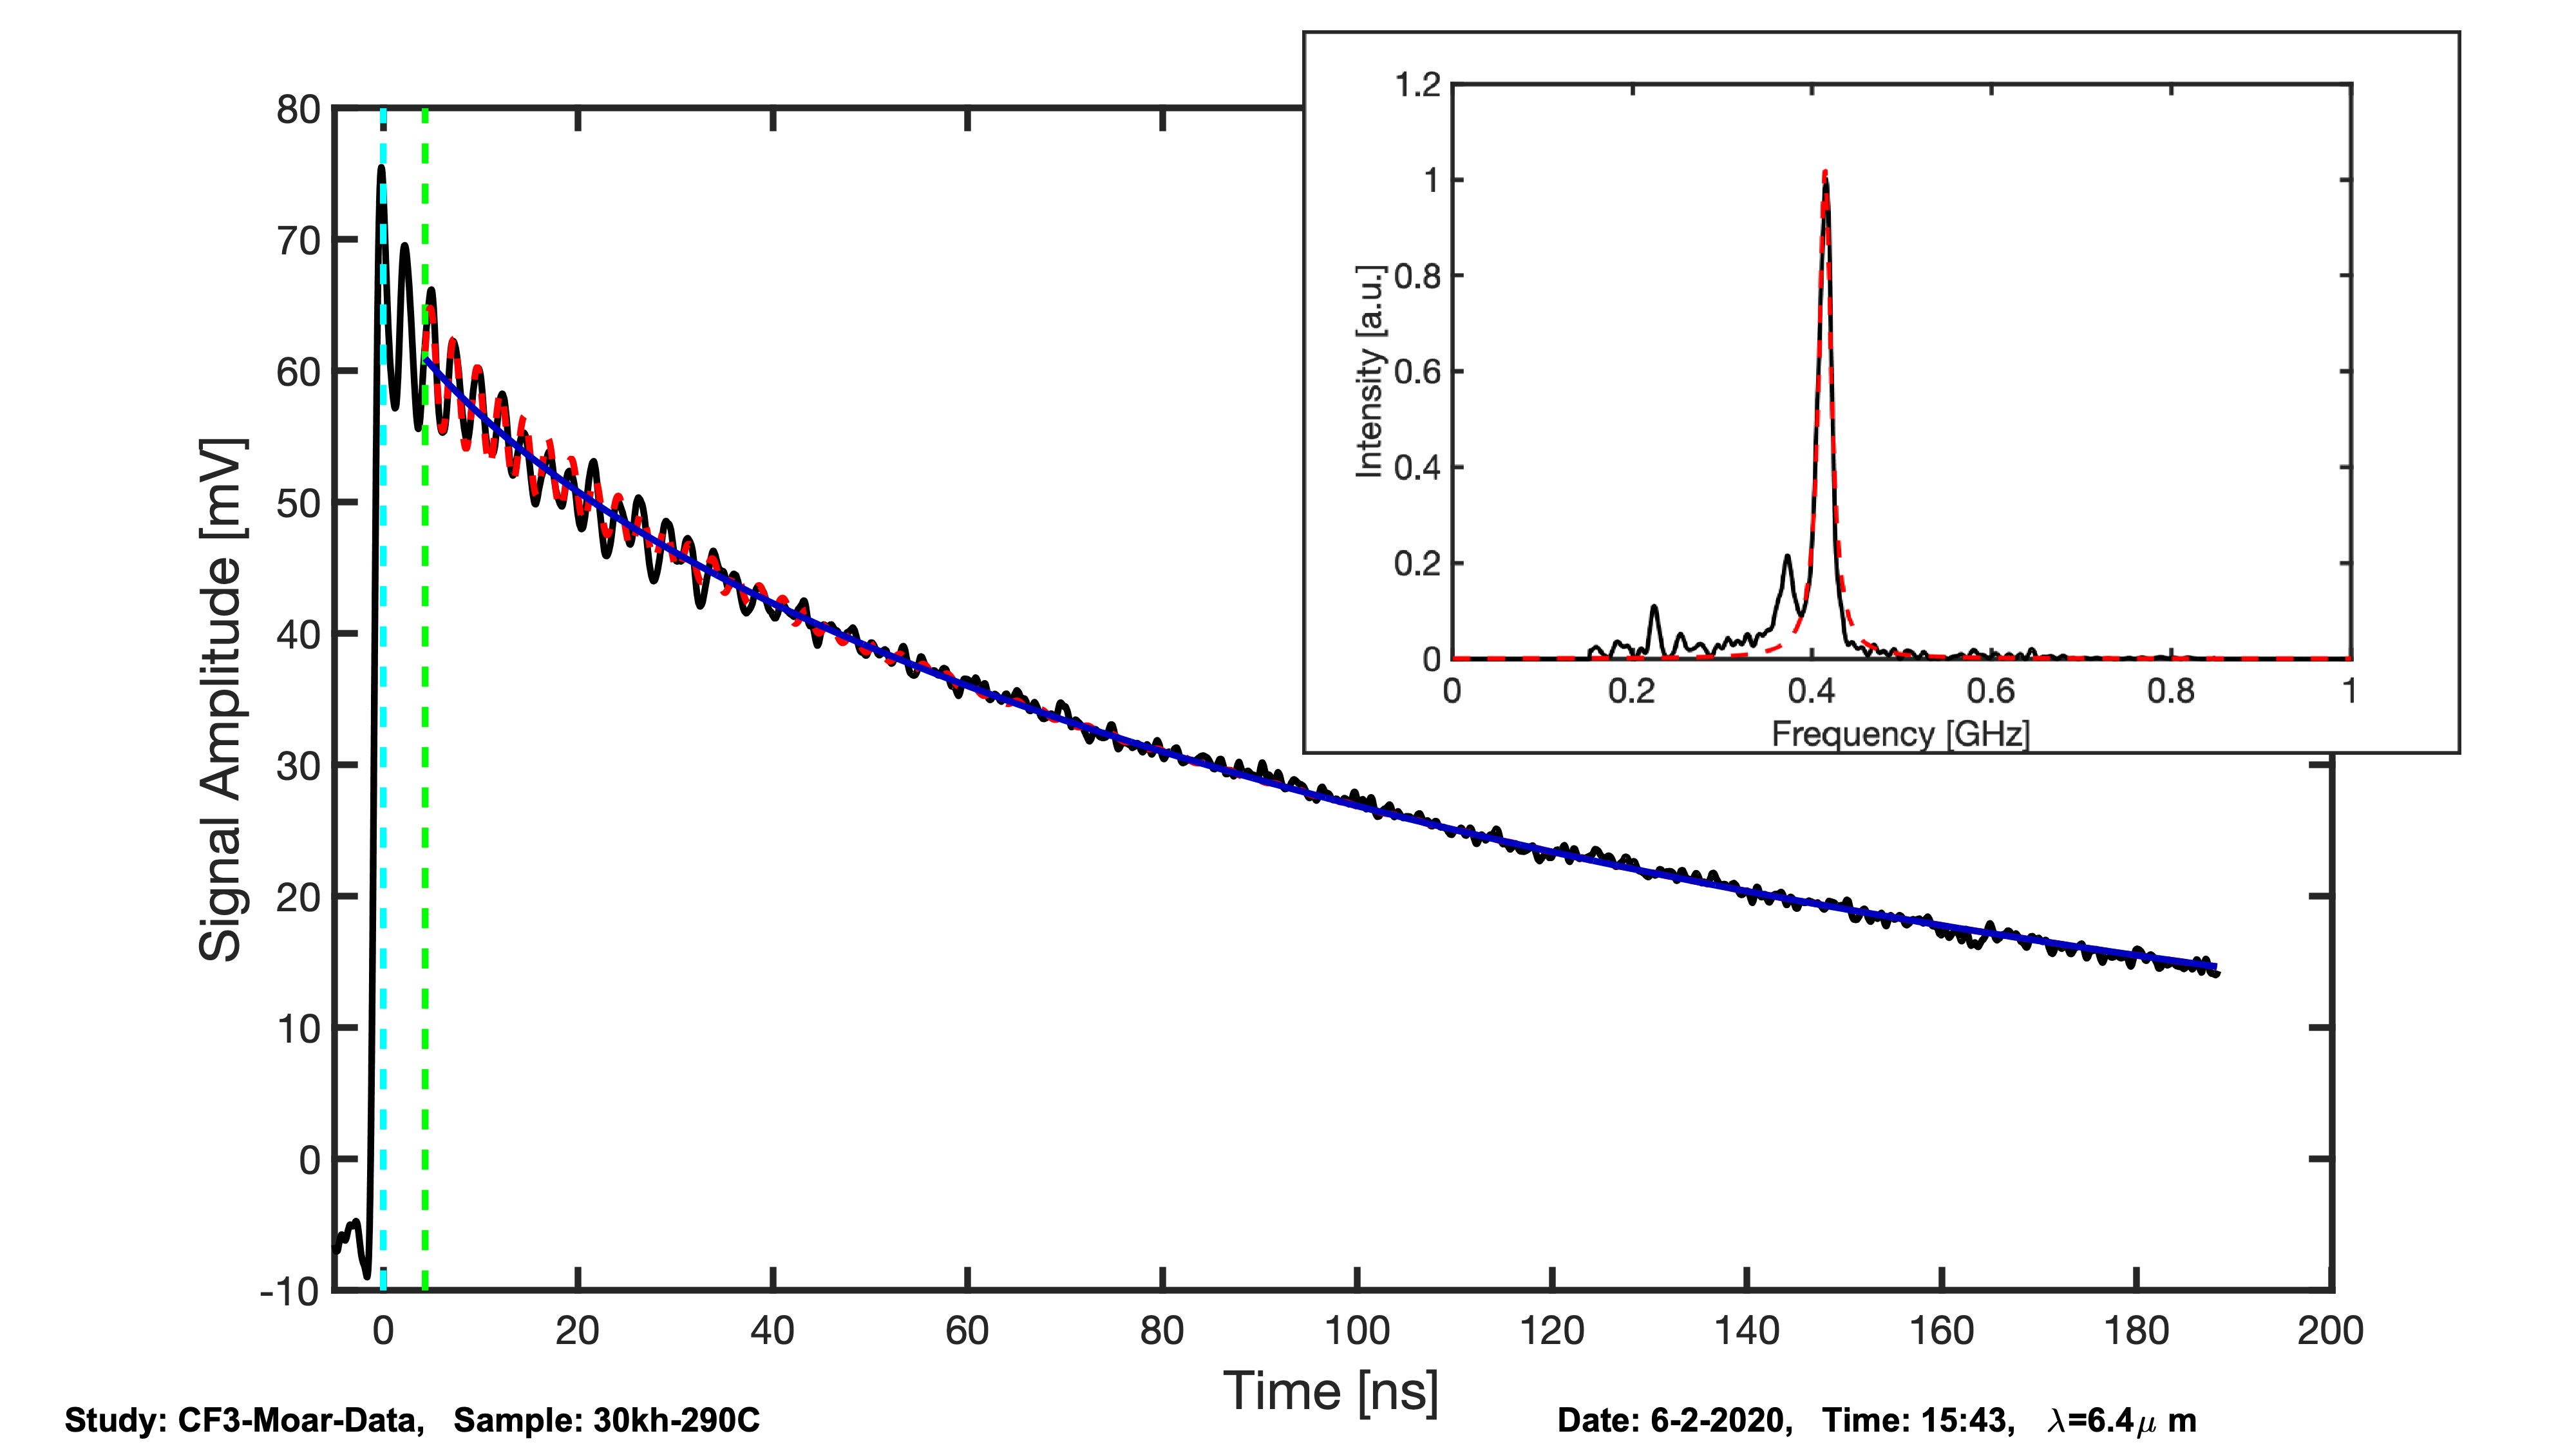 80
70
60
50
40
30
20
10
0
-10
Signal Amplitude [mV]
0 20 40 60 80 100 120 140 160 180 200
Time [ns]
1.2
1
0.8
0.6
0.4
0.2
0
Intensity [a.u.]
0 0.2 0.4 0.6 0.8 1
Frequency [GHz]
Study: CF3-Moar-Data, Sample: 30kh-290C
Date: 6-2-2020, Time: 15:43, λ=6.4μ m